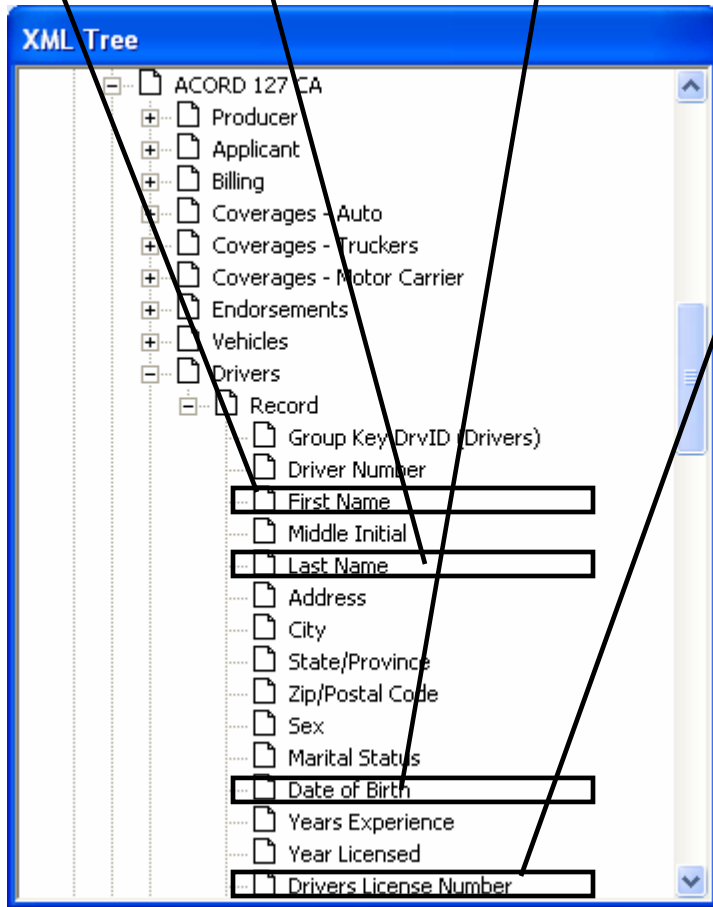 XML Tree
ACORD 127 CA
Producer
Applicant
Billing
Coverages - Auto
Coverages - Truckers
Coverages - Motor Carrier
Endorsements
Vehicles
Drivers
Record
Group Key DrvID (Drivers)
Driver Number
First Name
Middle Initial
Last Name
Address
City
State/Province
Zip/Postal Code
Sex
Marital Status
Date of Birth
Years Experience
Year Licensed
Drivers License Number